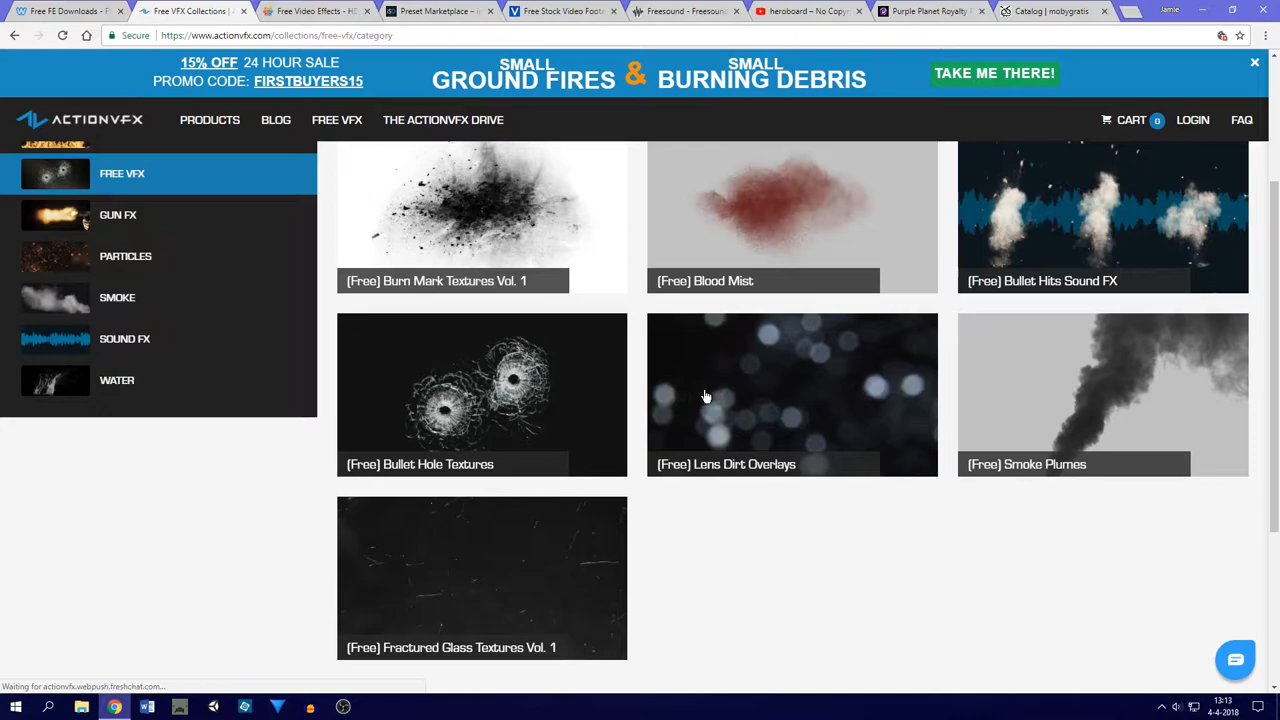 Free FE Downloads - F
Free VFX Collections | A
Free Video Effects - HD
Preset Marketplace – in
Free Stock Video Foota
Freesound - Freesound
heroboard – No Copyr
Purple Planet Royalty F
Catalog | mobygratis
Jamie
Secure
https://www.actionvfx.com/collections/free-vfx/category
15% OFF 24 HOUR SALE
PROMO CODE: FIRSTBUYERS15
SMALL GROUND FIRES & SMALL BURNING DEBRIS
TAKE ME THERE!
ACTIONVFX
PRODUCTS
BLOG
FREE VFX
THE ACTIONVFX DRIVE
CART 0
LOGIN
FAQ
FREE VFX
GUN FX
PARTICLES
SMOKE
SOUND FX
WATER
(Free) Burn Mark Textures Vol. 1
(Free) Blood Mist
(Free) Bullet Hits Sound FX
(Free) Bullet Hole Textures
(Free) Lens Dirt Overlays
(Free) Smoke Plumes
(Free) Fractured Glass Textures Vol. 1
Waiting for actionvfx.webpush.freshchat.com...
13:13
4-4-2018